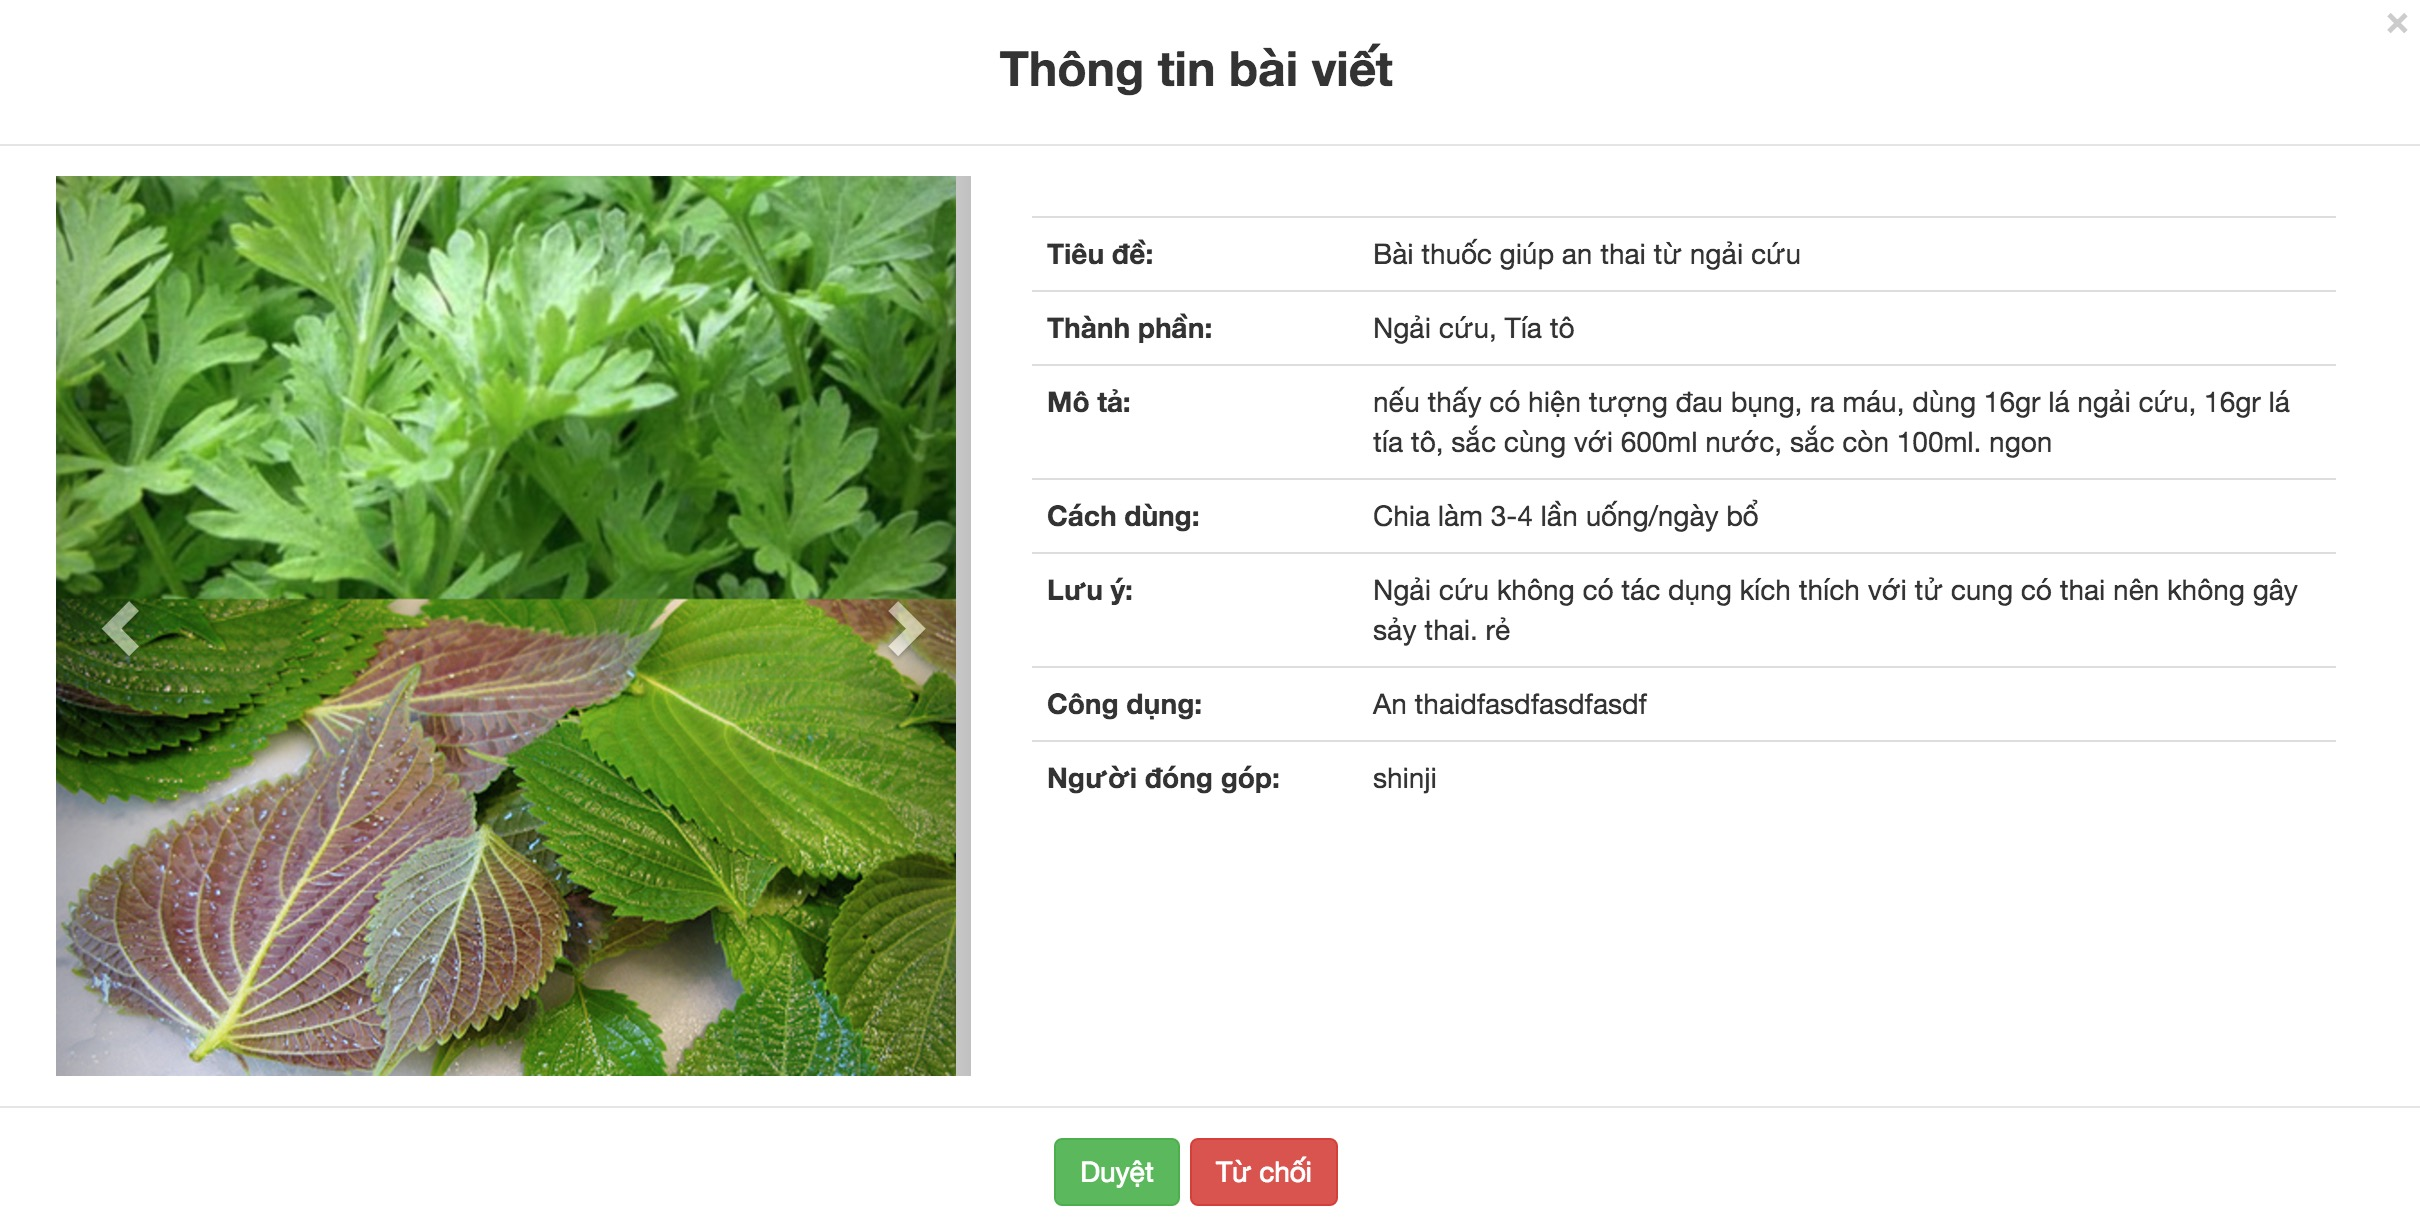 ×
Thông tin bài viết
Tiêu đề: Bài thuốc giúp an thai từ ngải cứu
Thành phần: Ngải cứu, Tía tô
Mô tả: nếu thấy có hiện tượng đau bụng, ra máu, dùng 16gr lá ngải cứu, 16gr lá
tía tô, sắc cùng với 600ml nước, sắc còn 100ml. ngon
Cách dùng: Chia làm 3-4 lần uống/ngày bổ
Lưu ý: Ngải cứu không có tác dụng kích thích với tử cung có thai nên không gây
sảy thai. rẻ
Công dụng: An thaidfasdfasdfasdf
Người đóng góp: shinji
Duyệt Từ chối